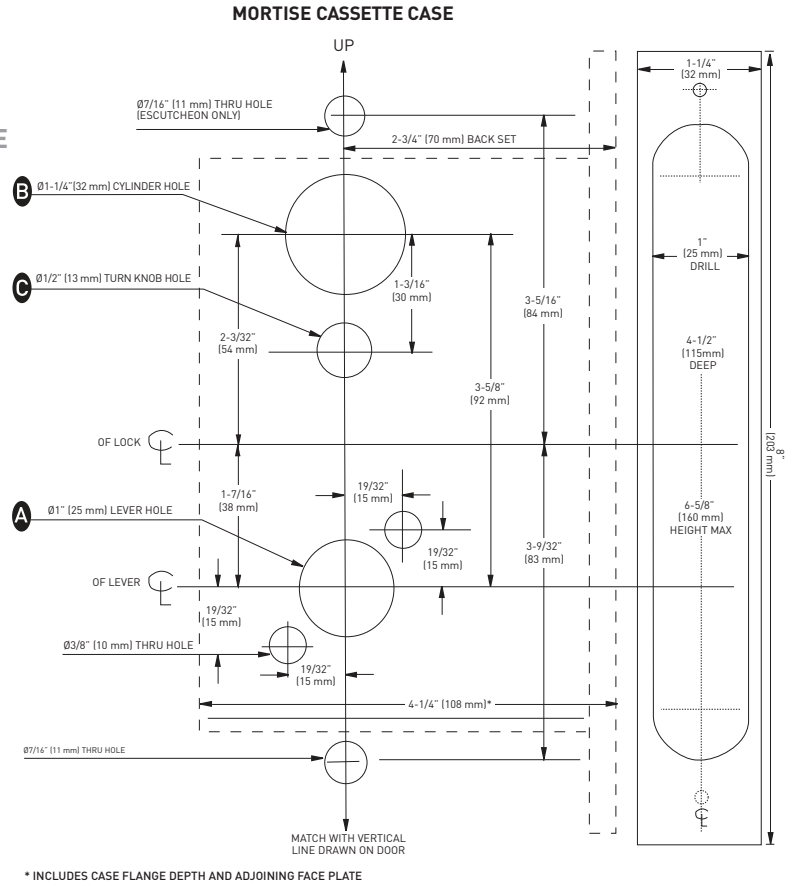 MORTISE CASSETTE CASE
UP
Ø7/16" (11 mm) THRU HOLE
(ESCUTCHEON ONLY)
1-1/4"
(32 mm)
E
2-3/4" (70 mm) BACK SET
B Ø1-1/4"(32 mm) CYLINDER HOLE
1"
(25 mm)
DRILL
C Ø1/2" (13 mm) TURN KNOB HOLE
1-3/16"
(30 mm)
3-5/16"
(84 mm)
2-3/32"
(54 mm)
4-1/2"
(115mm)
DEEP
3-5/8"
(92 mm)
OF LOCK CL
8"
(203 mm)
1-7/16"
(38 mm)
19/32"
(15 mm)
A Ø1" (25 mm) LEVER HOLE
6-5/8"
(160 mm)
HEIGHT MAX
19/32"
(15 mm)
3-9/32"
(83 mm)
OF LEVER CL
19/32"
(15 mm)
Ø3/8" (10 mm) THRU HOLE
19/32"
(15 mm)
4-1/4" (108 mm)*
Ø7/16" (11 mm) THRU HOLE
CL
MATCH WITH VERTICAL
LINE DRAWN ON DOOR
* INCLUDES CASE FLANGE DEPTH AND ADJOINING FACE PLATE